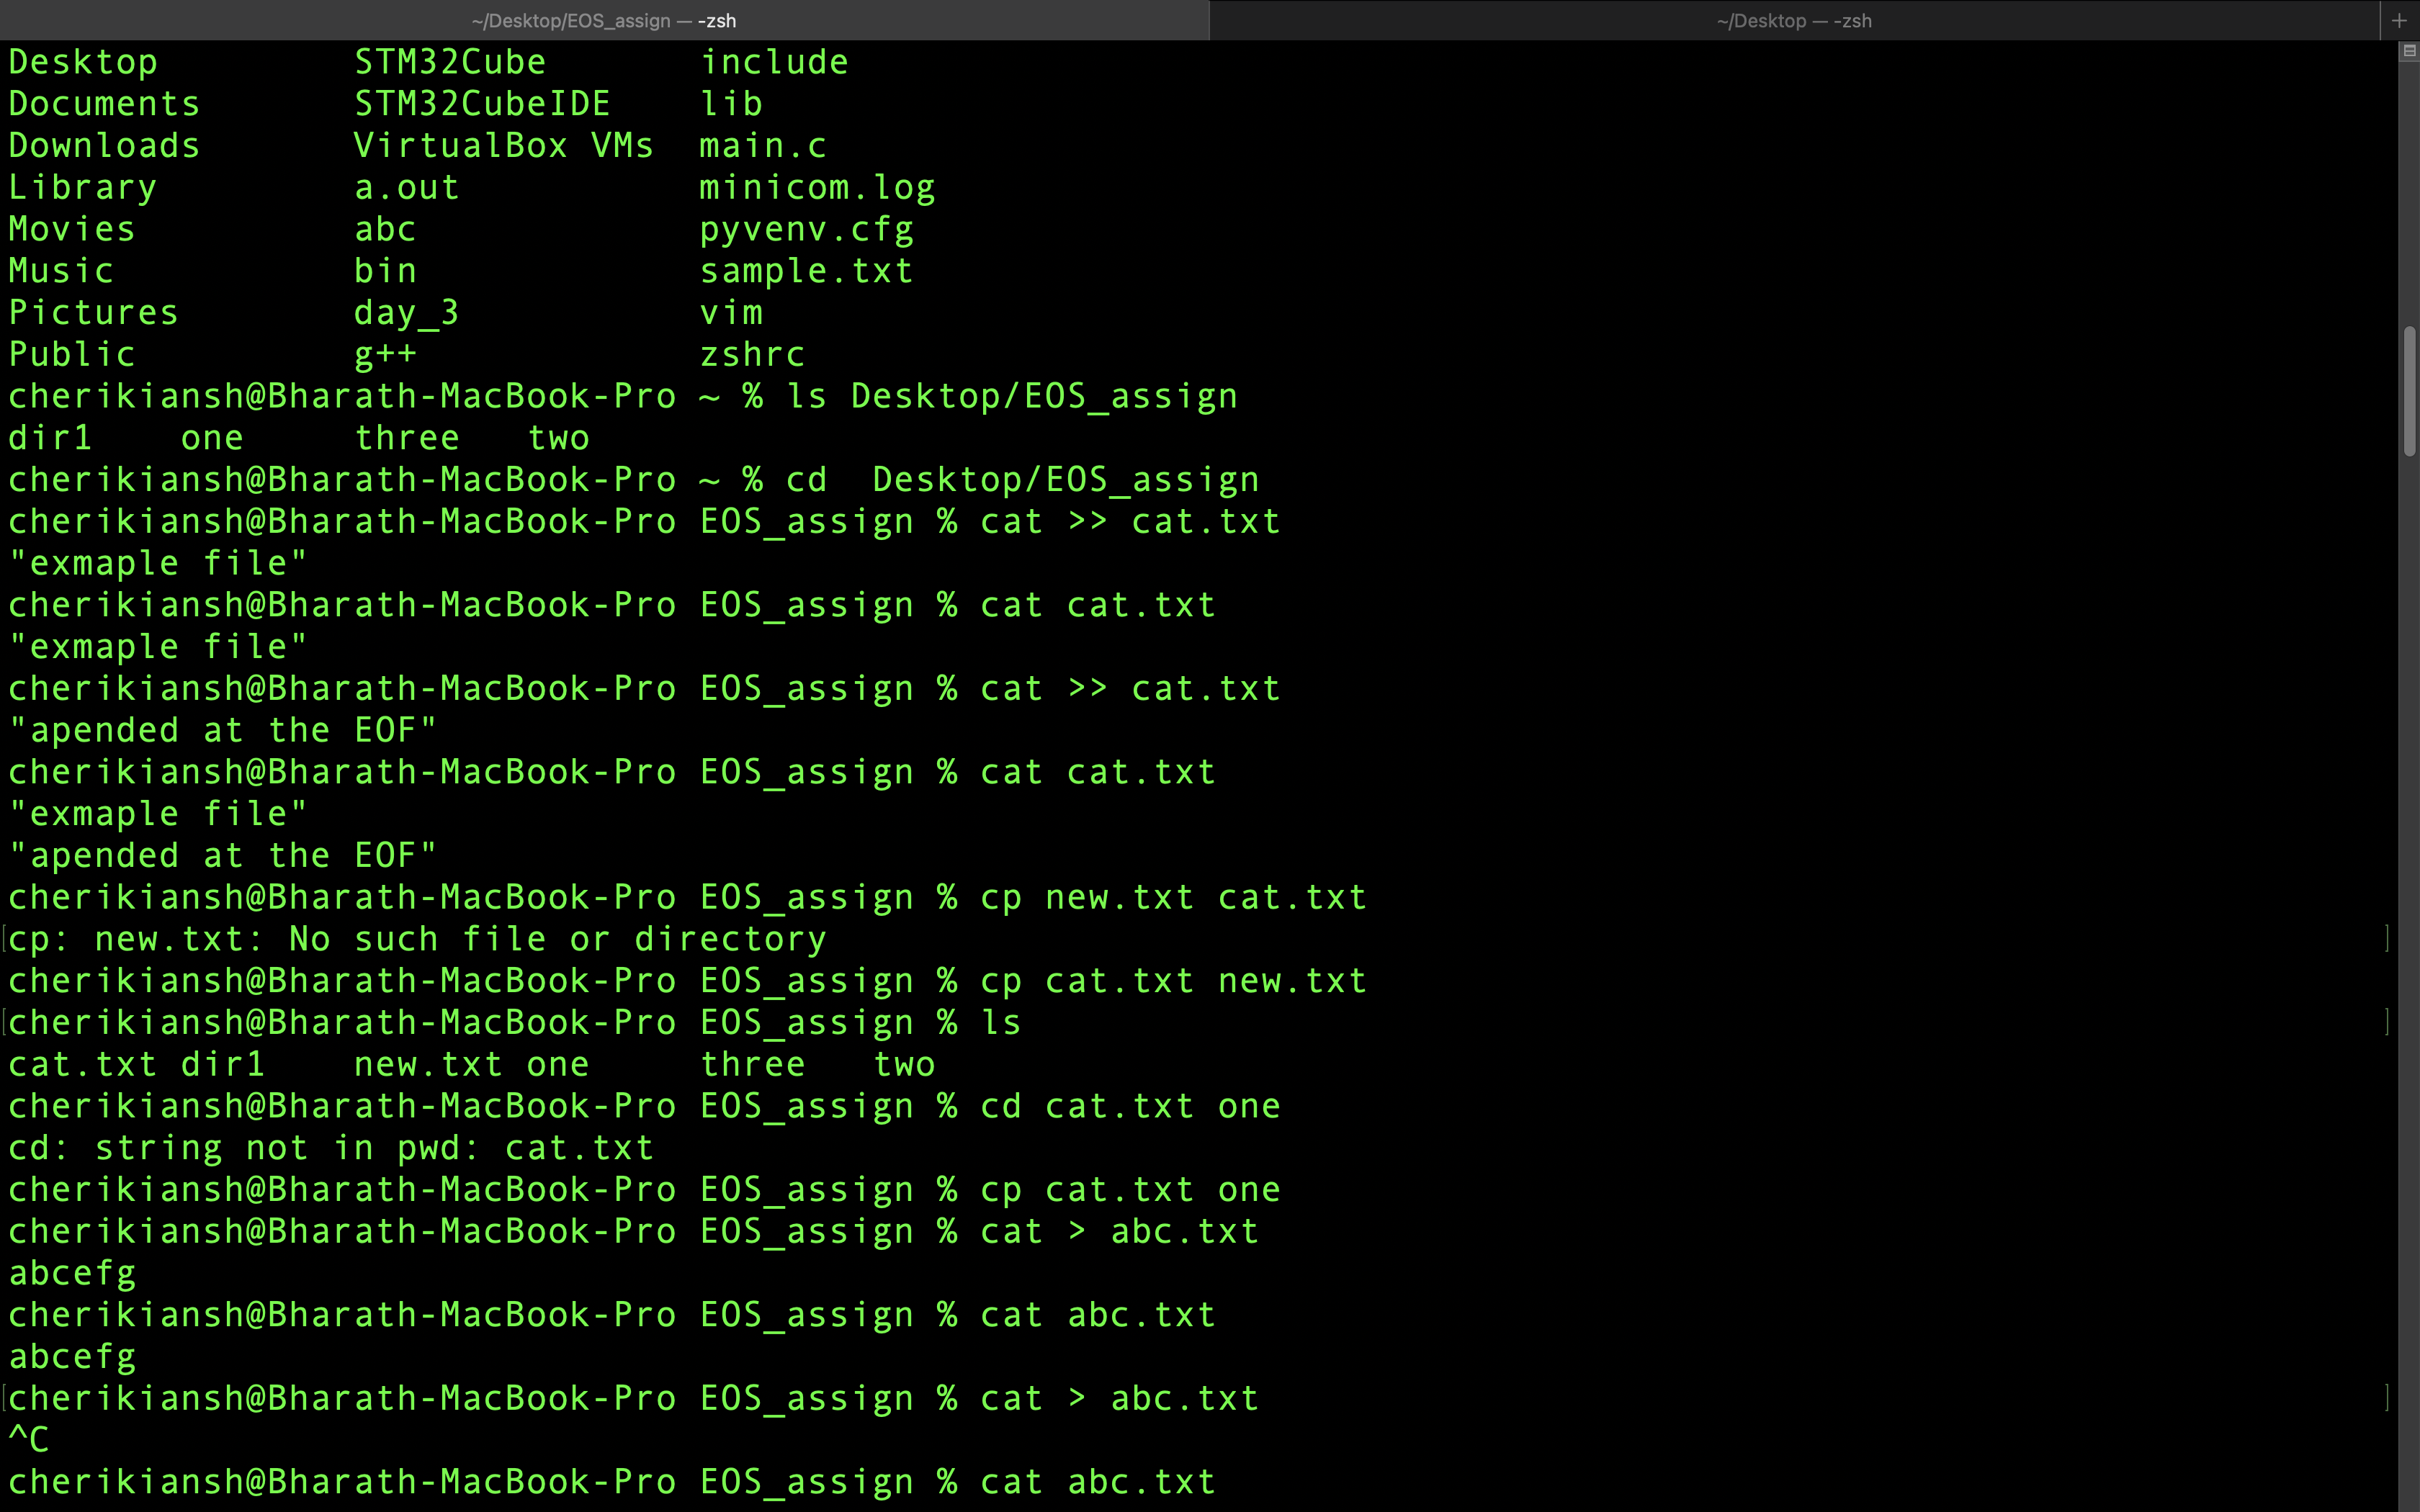 ~/Desktop/EOS_assign — -zsh
~/Desktop — -zsh
Desktop STM32Cube include
Documents STM32CubeIDE lib
Downloads VirtualBox VMs main.c
Library a.out minicom.log
Movies abc pyvenv.cfg
Music bin sample.txt
Pictures day_3 vim
Public g++ zshrc
cherikiansh@Bharath-MacBook-Pro ~ % ls Desktop/EOS_assign
dir1 one three two
cherikiansh@Bharath-MacBook-Pro ~ % cd  Desktop/EOS_assign
cherikiansh@Bharath-MacBook-Pro EOS_assign % cat >> cat.txt
"exmaple file"
cherikiansh@Bharath-MacBook-Pro EOS_assign % cat cat.txt
"exmaple file"
cherikiansh@Bharath-MacBook-Pro EOS_assign % cat >> cat.txt
"apended at the EOF"
cherikiansh@Bharath-MacBook-Pro EOS_assign % cat cat.txt
"exmaple file"
"apended at the EOF"
cherikiansh@Bharath-MacBook-Pro EOS_assign % cp new.txt cat.txt
[cp: new.txt: No such file or directory ]
cherikiansh@Bharath-MacBook-Pro EOS_assign % cp cat.txt new.txt
[cherikiansh@Bharath-MacBook-Pro EOS_assign % ls ]
cat.txt dir1 new.txt one three two
cherikiansh@Bharath-MacBook-Pro EOS_assign % cd cat.txt one
cd: string not in pwd: cat.txt
cherikiansh@Bharath-MacBook-Pro EOS_assign % cp cat.txt one
cherikiansh@Bharath-MacBook-Pro EOS_assign % cat > abc.txt
abcefg
cherikiansh@Bharath-MacBook-Pro EOS_assign % cat abc.txt
abcefg
[cherikiansh@Bharath-MacBook-Pro EOS_assign % cat > abc.txt ]
^C
cherikiansh@Bharath-MacBook-Pro EOS_assign % cat abc.txt